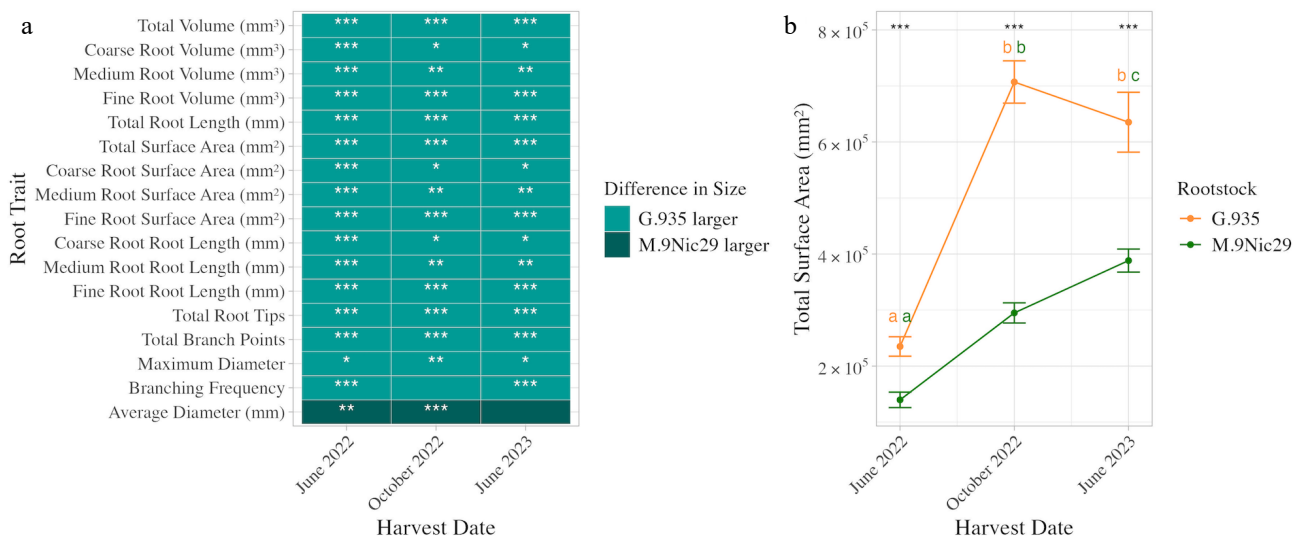 a
Root Trait
Total Volume (mm³) *** *** ***
Coarse Root Volume (mm³) *** * *
Medium Root Volume (mm³) *** ** **
Fine Root Volume (mm³) *** *** ***
Total Root Length (mm) *** *** ***
Total Surface Area (mm²) *** *** ***
Coarse Root Surface Area (mm²) *** * *
Medium Root Surface Area (mm²) *** ** **
Fine Root Surface Area (mm²) *** *** ***
Coarse Root Root Length (mm) *** * *
Medium Root Root Length (mm) *** ** **
Fine Root Root Length (mm) *** *** ***
Total Root Tips *** *** ***
Total Branch Points *** *** ***
Maximum Diameter * ** *
Branching Frequency *** ***
Average Diameter (mm) ** ***
June 2022
October 2022
June 2023
Harvest Date
Difference in Size
G.935 larger
M.9Nic29 larger
b
Total Surface Area (mm²)
8 × 10⁵
6 × 10⁵
4 × 10⁵
2 × 10⁵
*** *** ***
a a
b b
b c
June 2022
October 2022
June 2023
Harvest Date
Rootstock
G.935
M.9Nic29